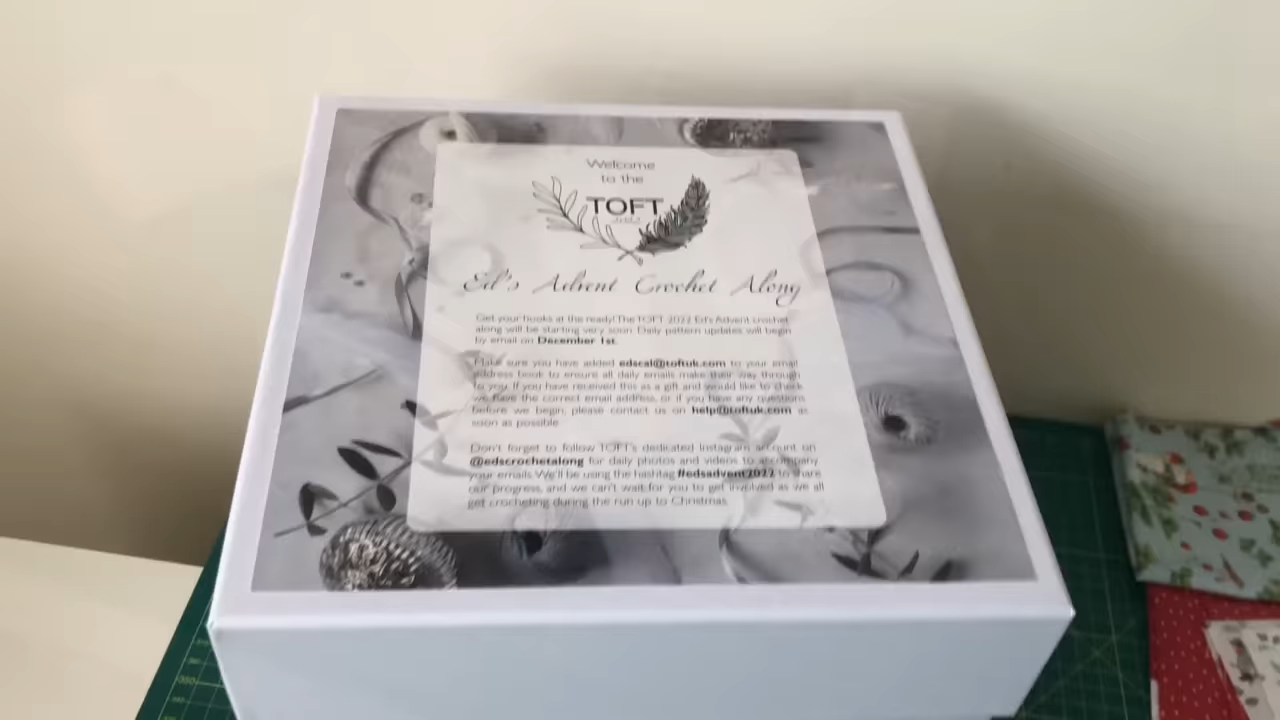 Welcome
to the
TOFT
Ed's Advent Crochet Along
Get your hooks at the ready! The TOFT 2022 Ed's Advent crochet
along will be starting very soon. Daily pattern updates will begin
by email on December 1st.
Make sure you have added edscal@toftuk.com to your email
address book to ensure all daily emails make their way through
to you. If you have received this as a gift and would like to check
we have the correct email address, or if you have any questions
before we begin, please contact us on help@toftuk.com as
soon as possible.
Don't forget to follow TOFT's dedicated Instagram account on
@edscrochetalong for daily photos and videos to accompany
your emails. We'll be using the hashtag #edsadvent2022 to share
our progress, and we can't wait for you to get involved as we all
get crocheting during the run up to Christmas.